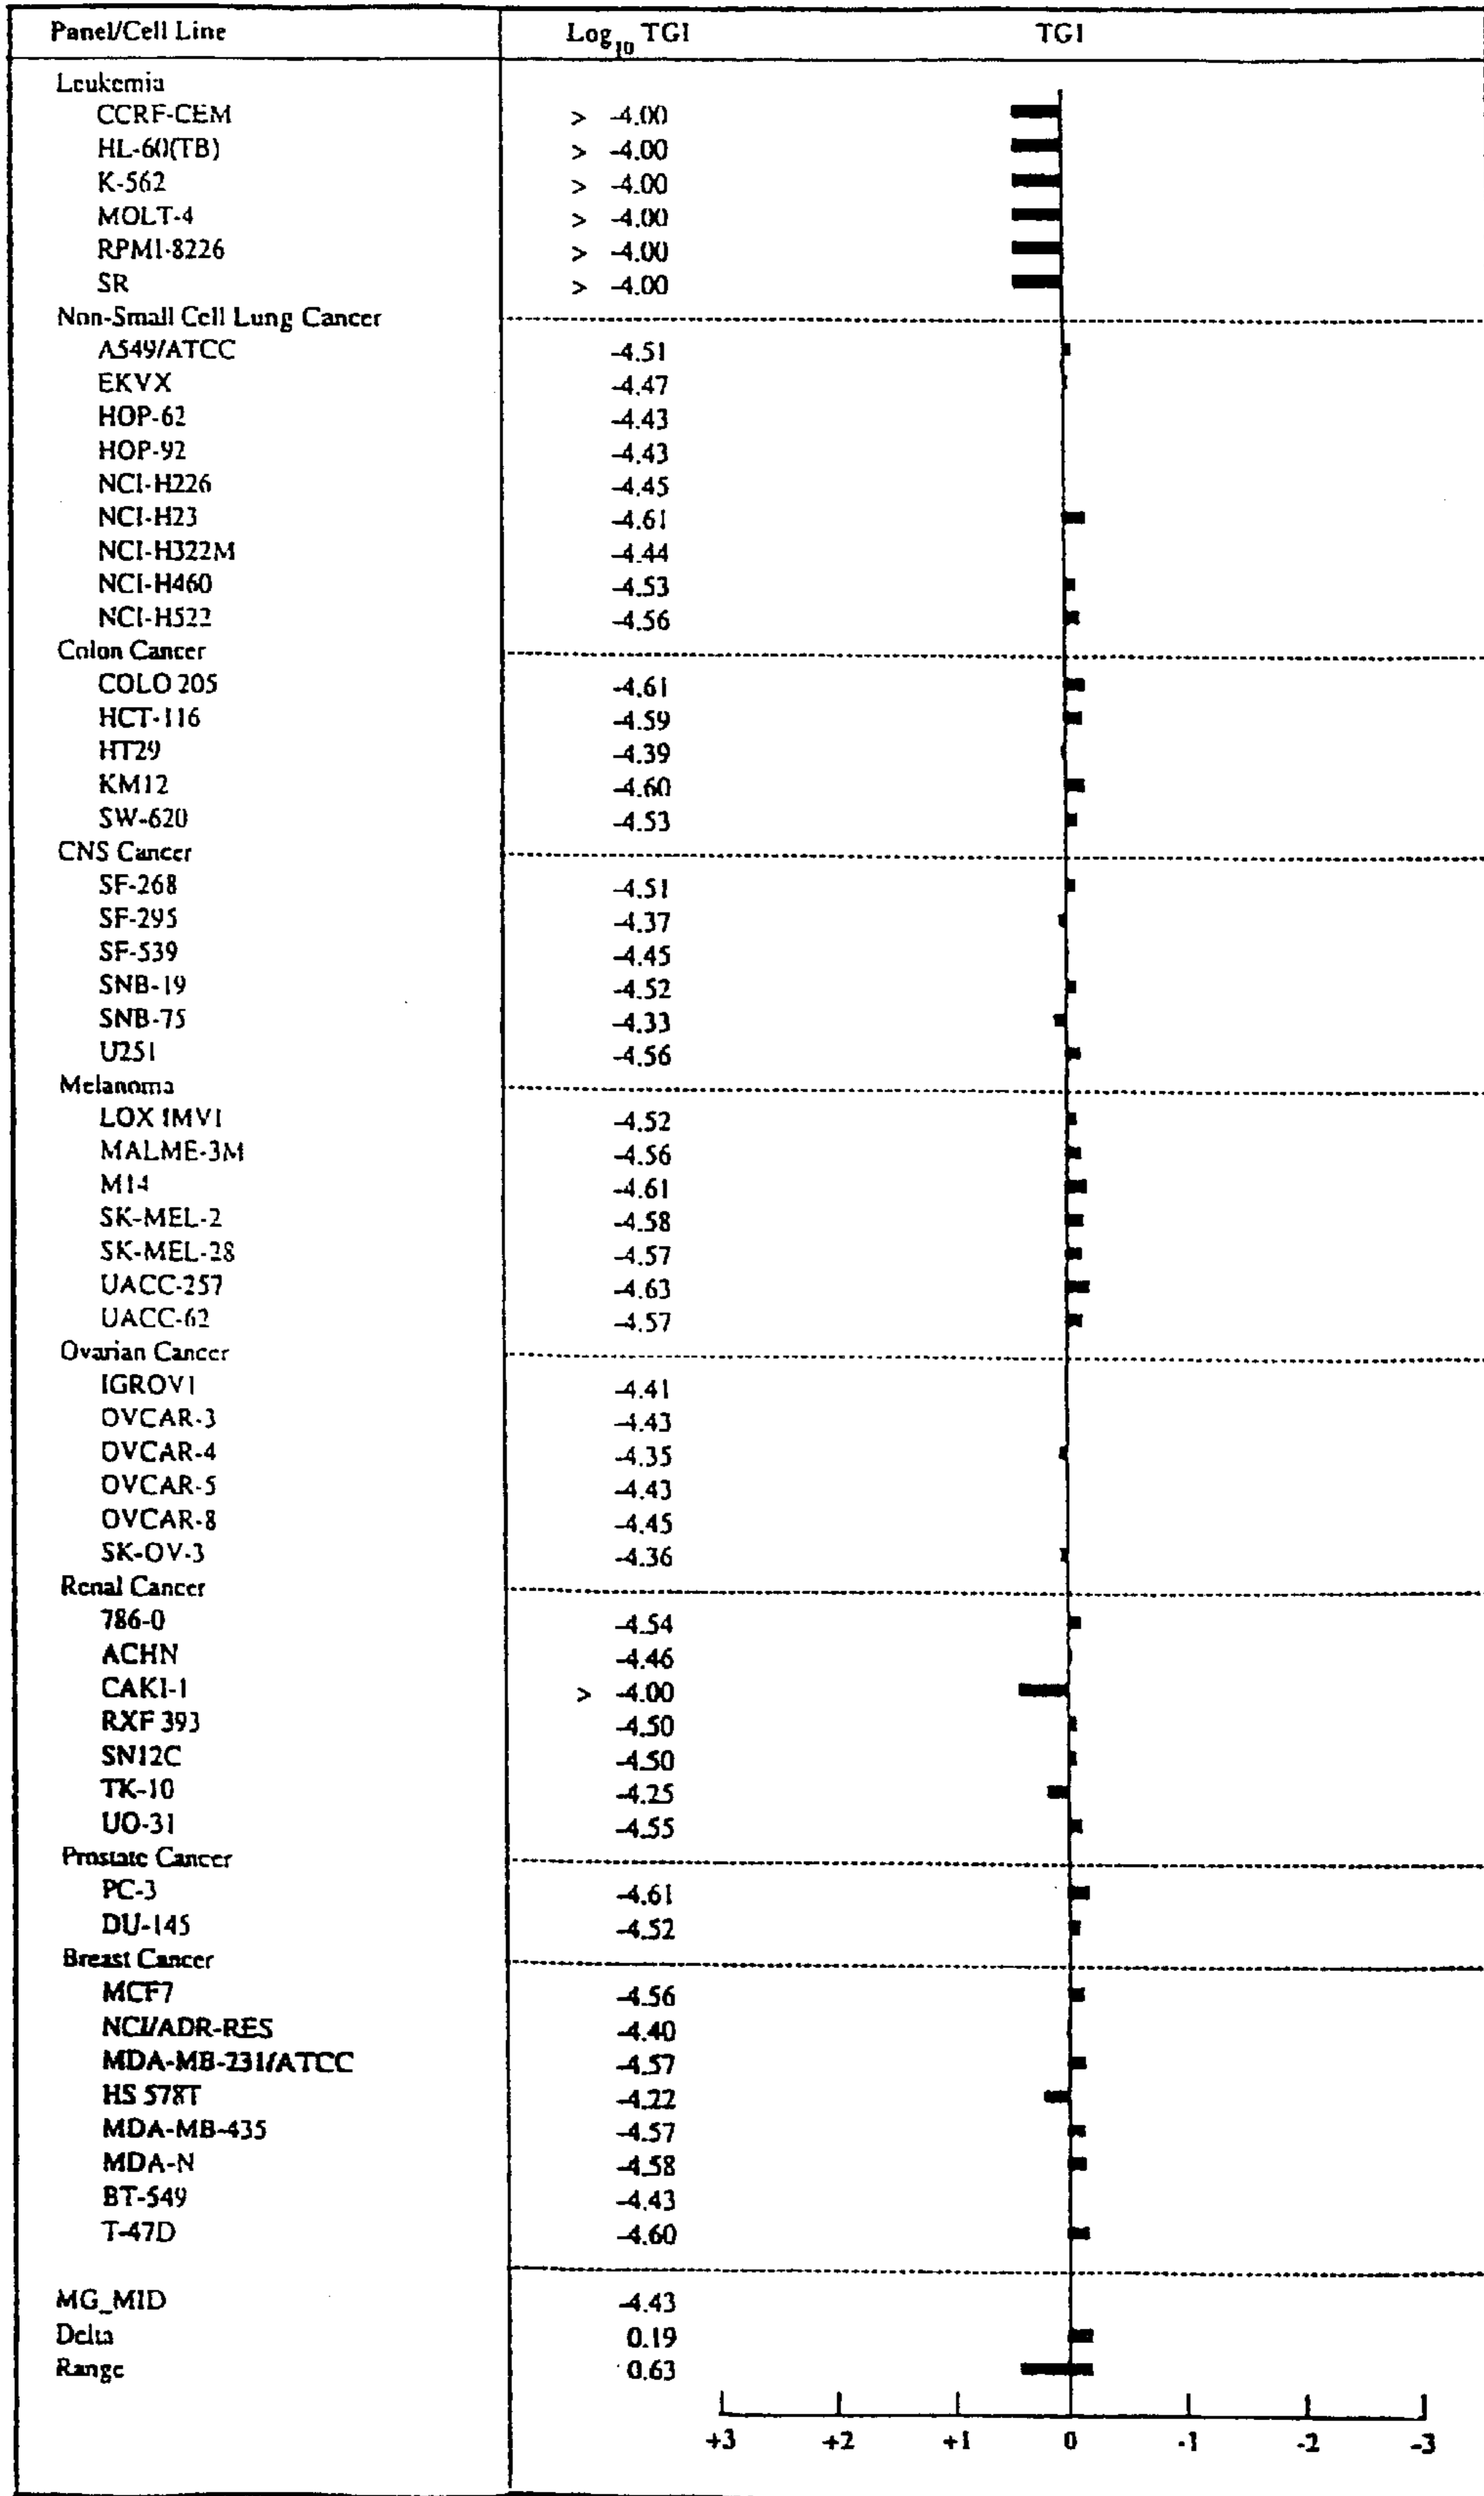 Panel/Cell Line Log10 TGI TGI
Leukemia
CCRF-CEM > -4.00
HL-60(TB) > -4.00
K-562 > -4.00
MOLT-4 > -4.00
RPMI-8226 > -4.00
SR > -4.00
Non-Small Cell Lung Cancer
A549/ATCC -4.51
EKVX -4.47
HOP-62 -4.43
HOP-92 -4.43
NCI-H226 -4.45
NCI-H23 -4.61
NCI-H322M -4.44
NCI-H460 -4.53
NCI-H522 -4.56
Colon Cancer
COLO 205 -4.61
HCT-116 -4.59
HT29 -4.39
KM12 -4.60
SW-620 -4.53
CNS Cancer
SF-268 -4.51
SF-295 -4.37
SF-539 -4.45
SNB-19 -4.52
SNB-75 -4.33
U251 -4.56
Melanoma
LOX IMVI -4.52
MALME-3M -4.56
M14 -4.61
SK-MEL-2 -4.58
SK-MEL-28 -4.57
UACC-257 -4.63
UACC-62 -4.57
Ovarian Cancer
IGROV1 -4.41
OVCAR-3 -4.43
OVCAR-4 -4.35
OVCAR-5 -4.43
OVCAR-8 -4.45
SK-OV-3 -4.36
Renal Cancer
786-0 -4.54
ACHN -4.46
CAKI-1 > -4.00
RXF 393 -4.50
SN12C -4.50
TK-10 -4.25
UO-31 -4.55
Prostate Cancer
PC-3 -4.61
DU-145 -4.52
Breast Cancer
MCF7 -4.56
NCI/ADR-RES -4.40
MDA-MB-231/ATCC -4.57
HS 578T -4.22
MDA-MB-435 -4.57
MDA-N -4.58
BT-549 -4.43
T-47D -4.60
MG_MID -4.43
Delta 0.19
Range 0.63
+3 +2 +1 0 -1 -2 -3